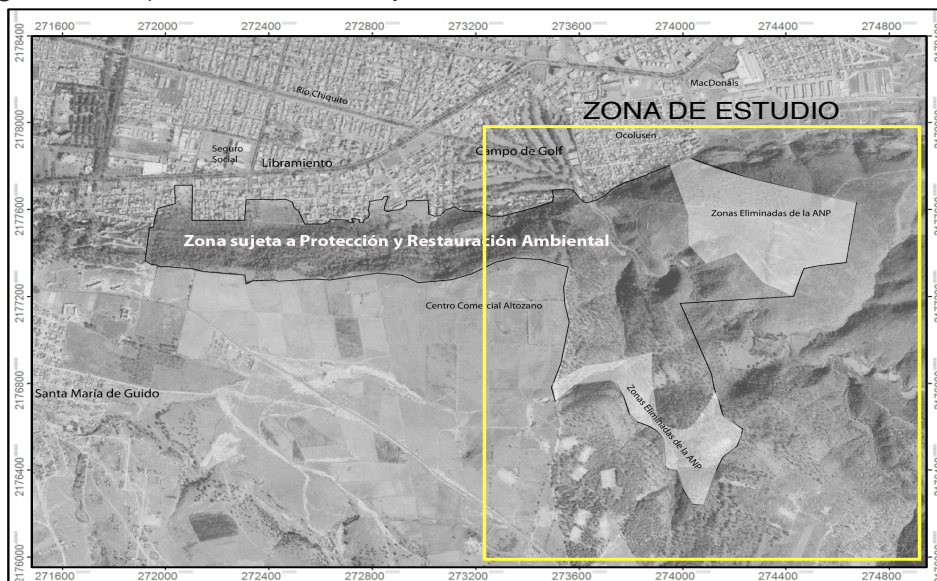 271600 272000 272400 272800 273200 273600 274000 274400 274800
2178400
MacDonals
Río Chiquito
ZONA DE ESTUDIO
2178000
Ocolusen
Seguro
Social
Libramiento
Campo de Golf
2177600
Zonas Eliminadas de la ANP
Zona sujeta a Protección y Restauración Ambiental
2177200
Centro Comercial Altozano
2176800
Santa María de Guido
Zonas Eliminadas de la ANP
2176400
2176000
271600 272000 272400 272800 273200 273600 274000 274400 274800